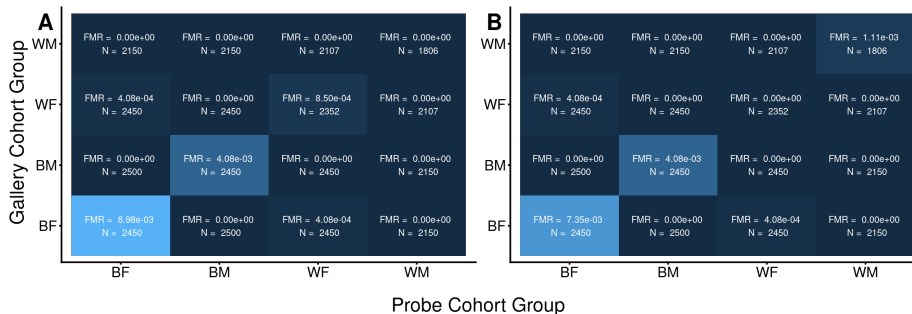 A
B
Gallery Cohort Group
WM
FMR = 0.00e+00 FMR = 0.00e+00 FMR = 0.00e+00 FMR = 0.00e+00
N = 2150 N = 2150 N = 2107 N = 1806
WF
FMR = 4.08e-04 FMR = 0.00e+00 FMR = 8.50e-04 FMR = 0.00e+00
N = 2450 N = 2450 N = 2352 N = 2107
BM
FMR = 0.00e+00 FMR = 4.08e-03 FMR = 0.00e+00 FMR = 0.00e+00
N = 2500 N = 2450 N = 2450 N = 2150
BF
FMR = 8.98e-03 FMR = 0.00e+00 FMR = 4.08e-04 FMR = 0.00e+00
N = 2450 N = 2500 N = 2450 N = 2150
BF BM WF WM
WM
FMR = 0.00e+00 FMR = 0.00e+00 FMR = 0.00e+00 FMR = 1.11e-03
N = 2150 N = 2150 N = 2107 N = 1806
WF
FMR = 4.08e-04 FMR = 0.00e+00 FMR = 0.00e+00 FMR = 0.00e+00
N = 2450 N = 2450 N = 2352 N = 2107
BM
FMR = 0.00e+00 FMR = 4.08e-03 FMR = 0.00e+00 FMR = 0.00e+00
N = 2500 N = 2450 N = 2450 N = 2150
BF
FMR = 7.35e-03 FMR = 0.00e+00 FMR = 4.08e-04 FMR = 0.00e+00
N = 2450 N = 2500 N = 2450 N = 2150
BF BM WF WM
Probe Cohort Group